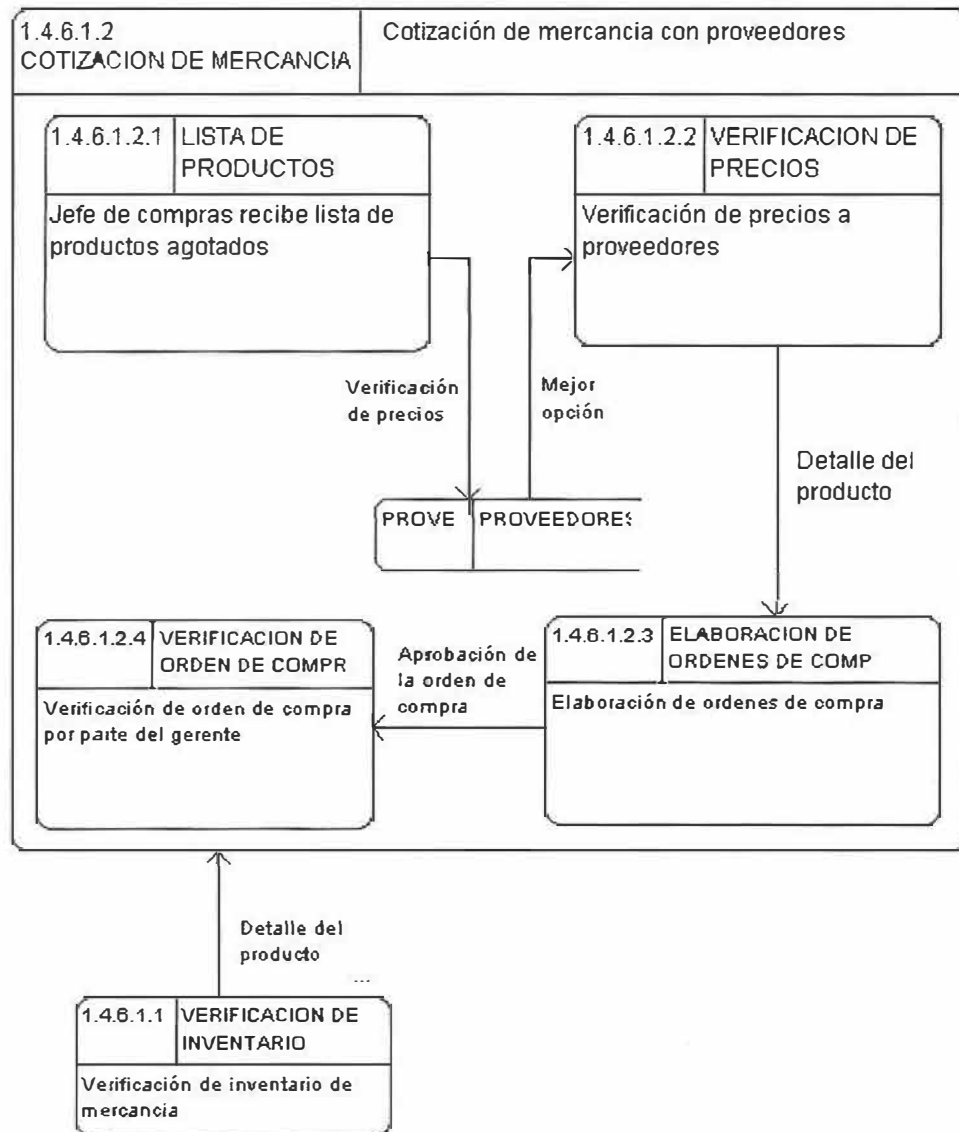 1.4.6.1.2
COTIZACION DE MERCANCIA
Cotización de mercancia con proveedores
1.4.6.1.2.1
LISTA DE
PRODUCTOS
Jefe de compras recibe lista de
productos agotados
1.4.6.1.2.2
VERIFICACION DE
PRECIOS
Verificación de precios a
proveedores
Verificación
de precios
Mejor
opción
Detalle del
producto
PROVE
PROVEEDORES
1.4.6.1.2.4
VERIFICACION DE
ORDEN DE COMPR
Verificación de orden de compra
por parte del gerente
Aprobación de
la orden de
compra
1.4.6.1.2.3
ELABORACION DE
ORDENES DE COMP
Elaboración de ordenes de compra
Detalle del
producto
...
1.4.6.1.1
VERIFICACION DE
INVENTARIO
Verificación de inventario de
mercancia